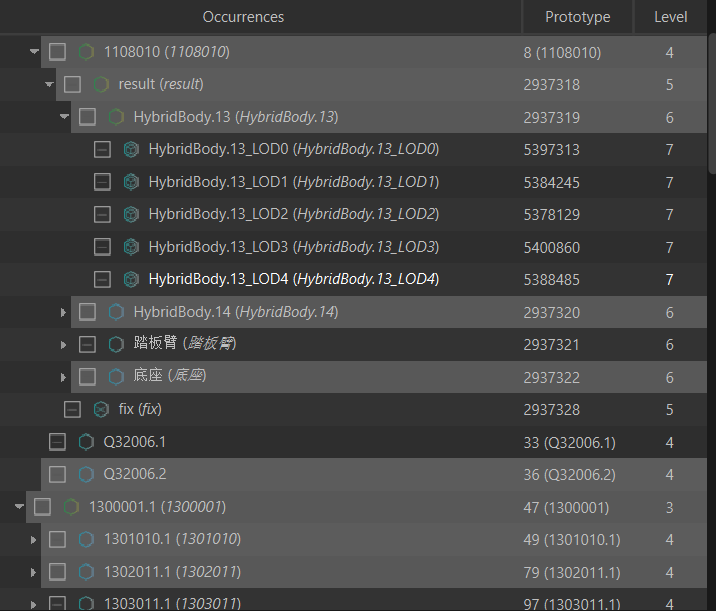 Occurrences Prototype Level
1108010 (1108010) 8 (1108010) 4
result (result) 2937318 5
HybridBody.13 (HybridBody.13) 2937319 6
HybridBody.13_LOD0 (HybridBody.13_LOD0) 5397313 7
HybridBody.13_LOD1 (HybridBody.13_LOD1) 5384245 7
HybridBody.13_LOD2 (HybridBody.13_LOD2) 5378129 7
HybridBody.13_LOD3 (HybridBody.13_LOD3) 5400860 7
HybridBody.13_LOD4 (HybridBody.13_LOD4) 5388485 7
HybridBody.14 (HybridBody.14) 2937320 6
踏板臂 (踏板臂) 2937321 6
底座 (底座) 2937322 6
fix (fix) 2937328 5
Q32006.1 33 (Q32006.1) 4
Q32006.2 36 (Q32006.2) 4
1300001.1 (1300001) 47 (1300001) 3
1301010.1 (1301010) 49 (1301010.1) 4
1302011.1 (1302011) 79 (1302011.1) 4
1303011.1 (1303011) 97 (1303011.1) 4